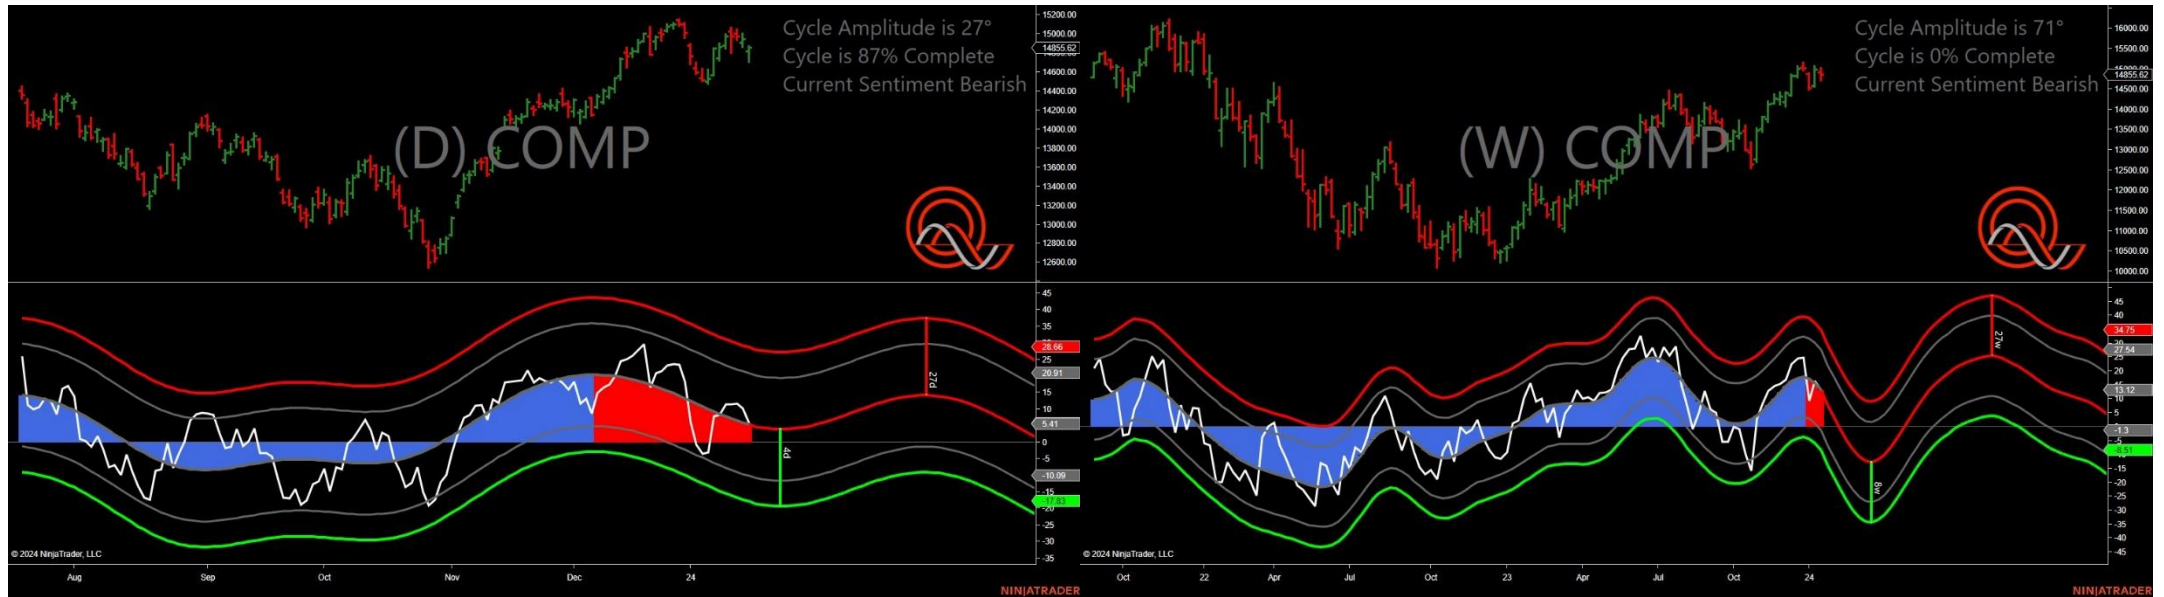 Cycle Amplitude is 27°
Cycle is 87% Complete
Current Sentiment Bearish
(D) COMP
15200.00
14855.62
14600.00
14400.00
14200.00
14000.00
13800.00
13600.00
13400.00
13200.00
13000.00
12800.00
12600.00
45
40
35
28.66
25
20.91
15
10
5.41
0
-5
-10.09
-15
-17.83
-20
-25
-30
-35
27d
4d
© 2024 NinjaTrader, LLC
Aug
Sep
Oct
Nov
Dec
24
NINJATRADER
Cycle Amplitude is 71°
Cycle is 0% Complete
Current Sentiment Bearish
(W) COMP
16000.00
15500.00
14855.62
14500.00
14000.00
13500.00
13000.00
12500.00
12000.00
11500.00
11000.00
10500.00
10000.00
45
40
34.75
27.54
20
13.12
5
-1.3
-5
-8.51
-15
-20
-25
-30
-35
-45
27w
8w
© 2024 NinjaTrader, LLC
Oct
22
Apr
Jul
Oct
23
Apr
Jul
Oct
24
NINJATRADER